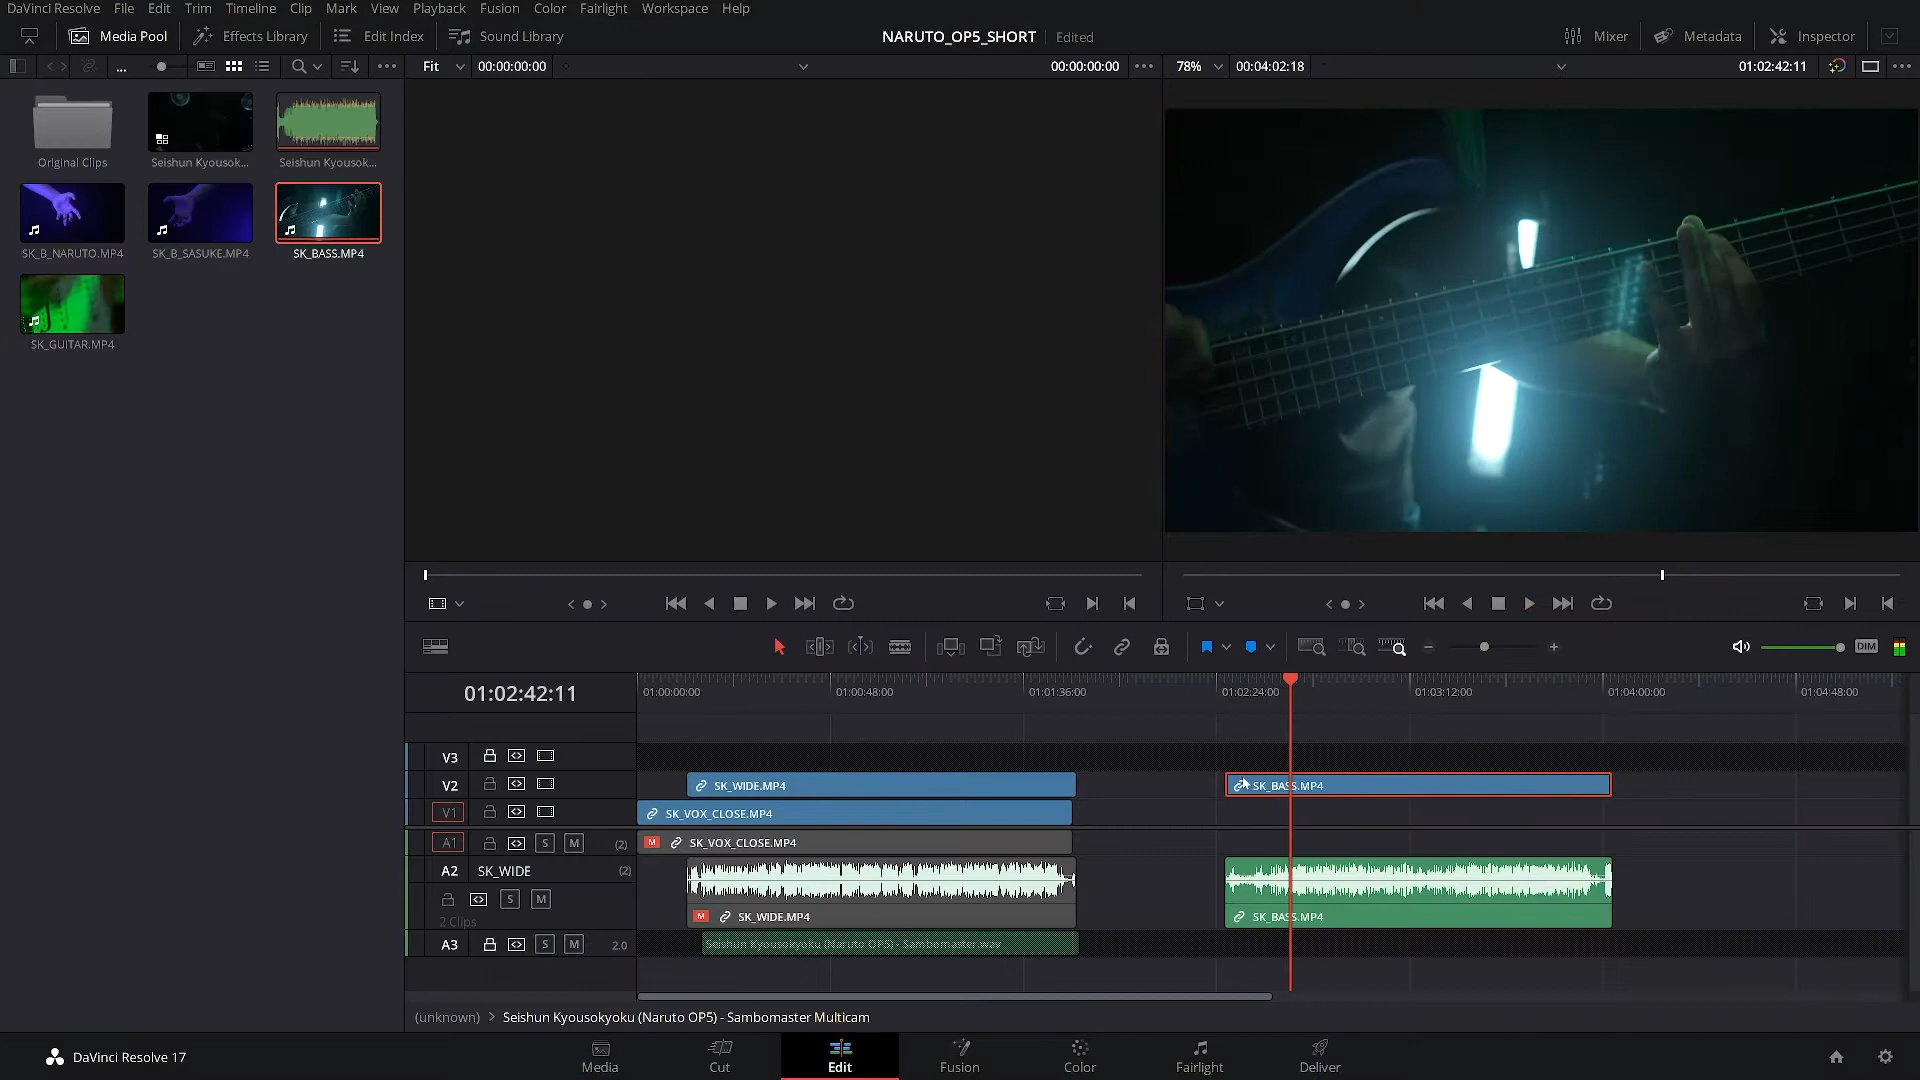 DaVinci Resolve File Edit Trim Timeline Clip Mark View Playback Fusion Color Fairlight Workspace Help
Media Pool Effects Library Edit Index Sound Library NARUTO_OP5_SHORT Edited Mixer Metadata Inspector
... Fit 00:00:00:00 00:00:00:00 78% 00:04:02:18 01:02:42:11
Original Clips Seishun Kyousok... Seishun Kyousok...
SK_B_NARUTO.MP4 SK_B_SASUKE.MP4 SK_BASS.MP4
SK_GUITAR.MP4
DIM
01:02:42:11 01:00:00:00 01:00:48:00 01:01:36:00 01:02:24:00 01:03:12:00 01:04:00:00 01:04:48:00
V3
V2 SK_WIDE.MP4 SK_BASS.MP4
V1 SK_VOX_CLOSE.MP4
A1 S M (2) M SK_VOX_CLOSE.MP4
A2 SK_WIDE (2)
S M
2 Clips M SK_WIDE.MP4 SK_BASS.MP4
A3 S M 2.0 Seishun Kyousokyoku (Naruto OP5) - Sambomaster.wav
(unknown) > Seishun Kyousokyoku (Naruto OP5) - Sambomaster Multicam
DaVinci Resolve 17 Media Cut Edit Fusion Color Fairlight Deliver